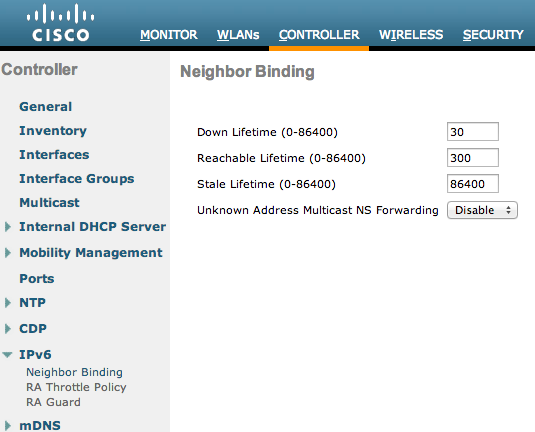 CISCO
MONITOR WLANs CONTROLLER WIRELESS SECURITY
Controller
General
Inventory
Interfaces
Interface Groups
Multicast
Internal DHCP Server
Mobility Management
Ports
NTP
CDP
IPv6
Neighbor Binding
RA Throttle Policy
RA Guard
mDNS
Neighbor Binding
Down Lifetime (0-86400) 30
Reachable Lifetime (0-86400) 300
Stale Lifetime (0-86400) 86400
Unknown Address Multicast NS Forwarding Disable